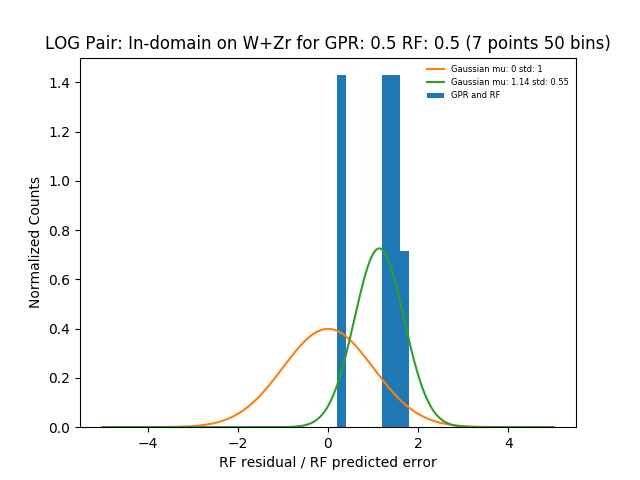 LOG Pair: In-domain on W+Zr for GPR: 0.5 RF: 0.5 (7 points 50 bins)
Gaussian mu: 0 std: 1
Gaussian mu: 1.14 std: 0.55
GPR and RF
Normalized Counts
1.4
1.2
1.0
0.8
0.6
0.4
0.2
0.0
−4 −2 0 2 4
RF residual / RF predicted error